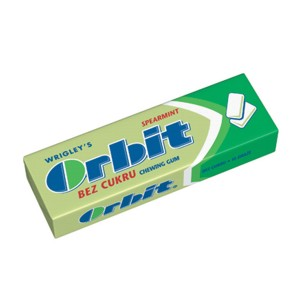 WRIGLEY'S
SPEARMINT
Orbit
BEZ CUKRU CHEWING GUM
Orbit